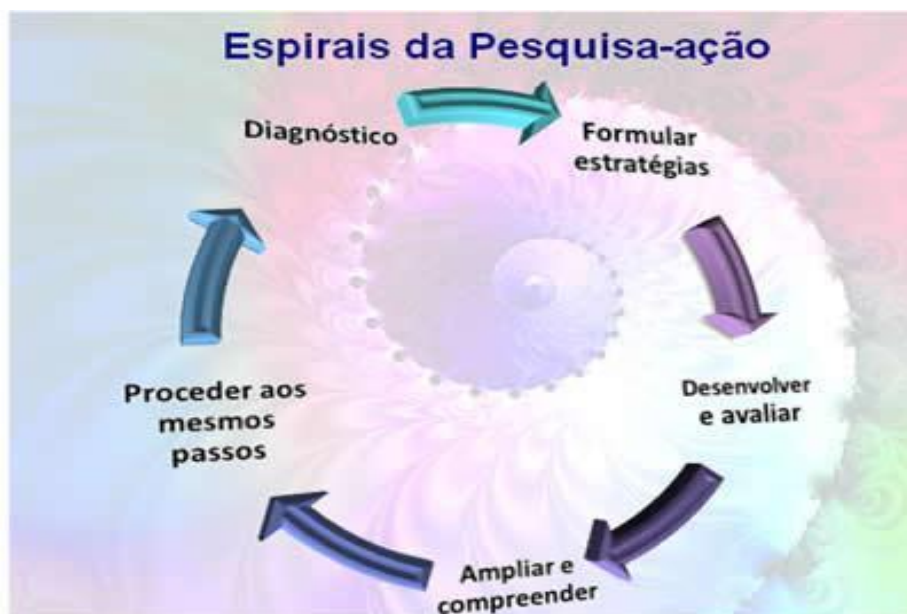 Espirais da Pesquisa-ação
Diagnóstico
Formular
estratégias
Desenvolver
e avaliar
Ampliar e
compreender
Proceder aos
mesmos
passos